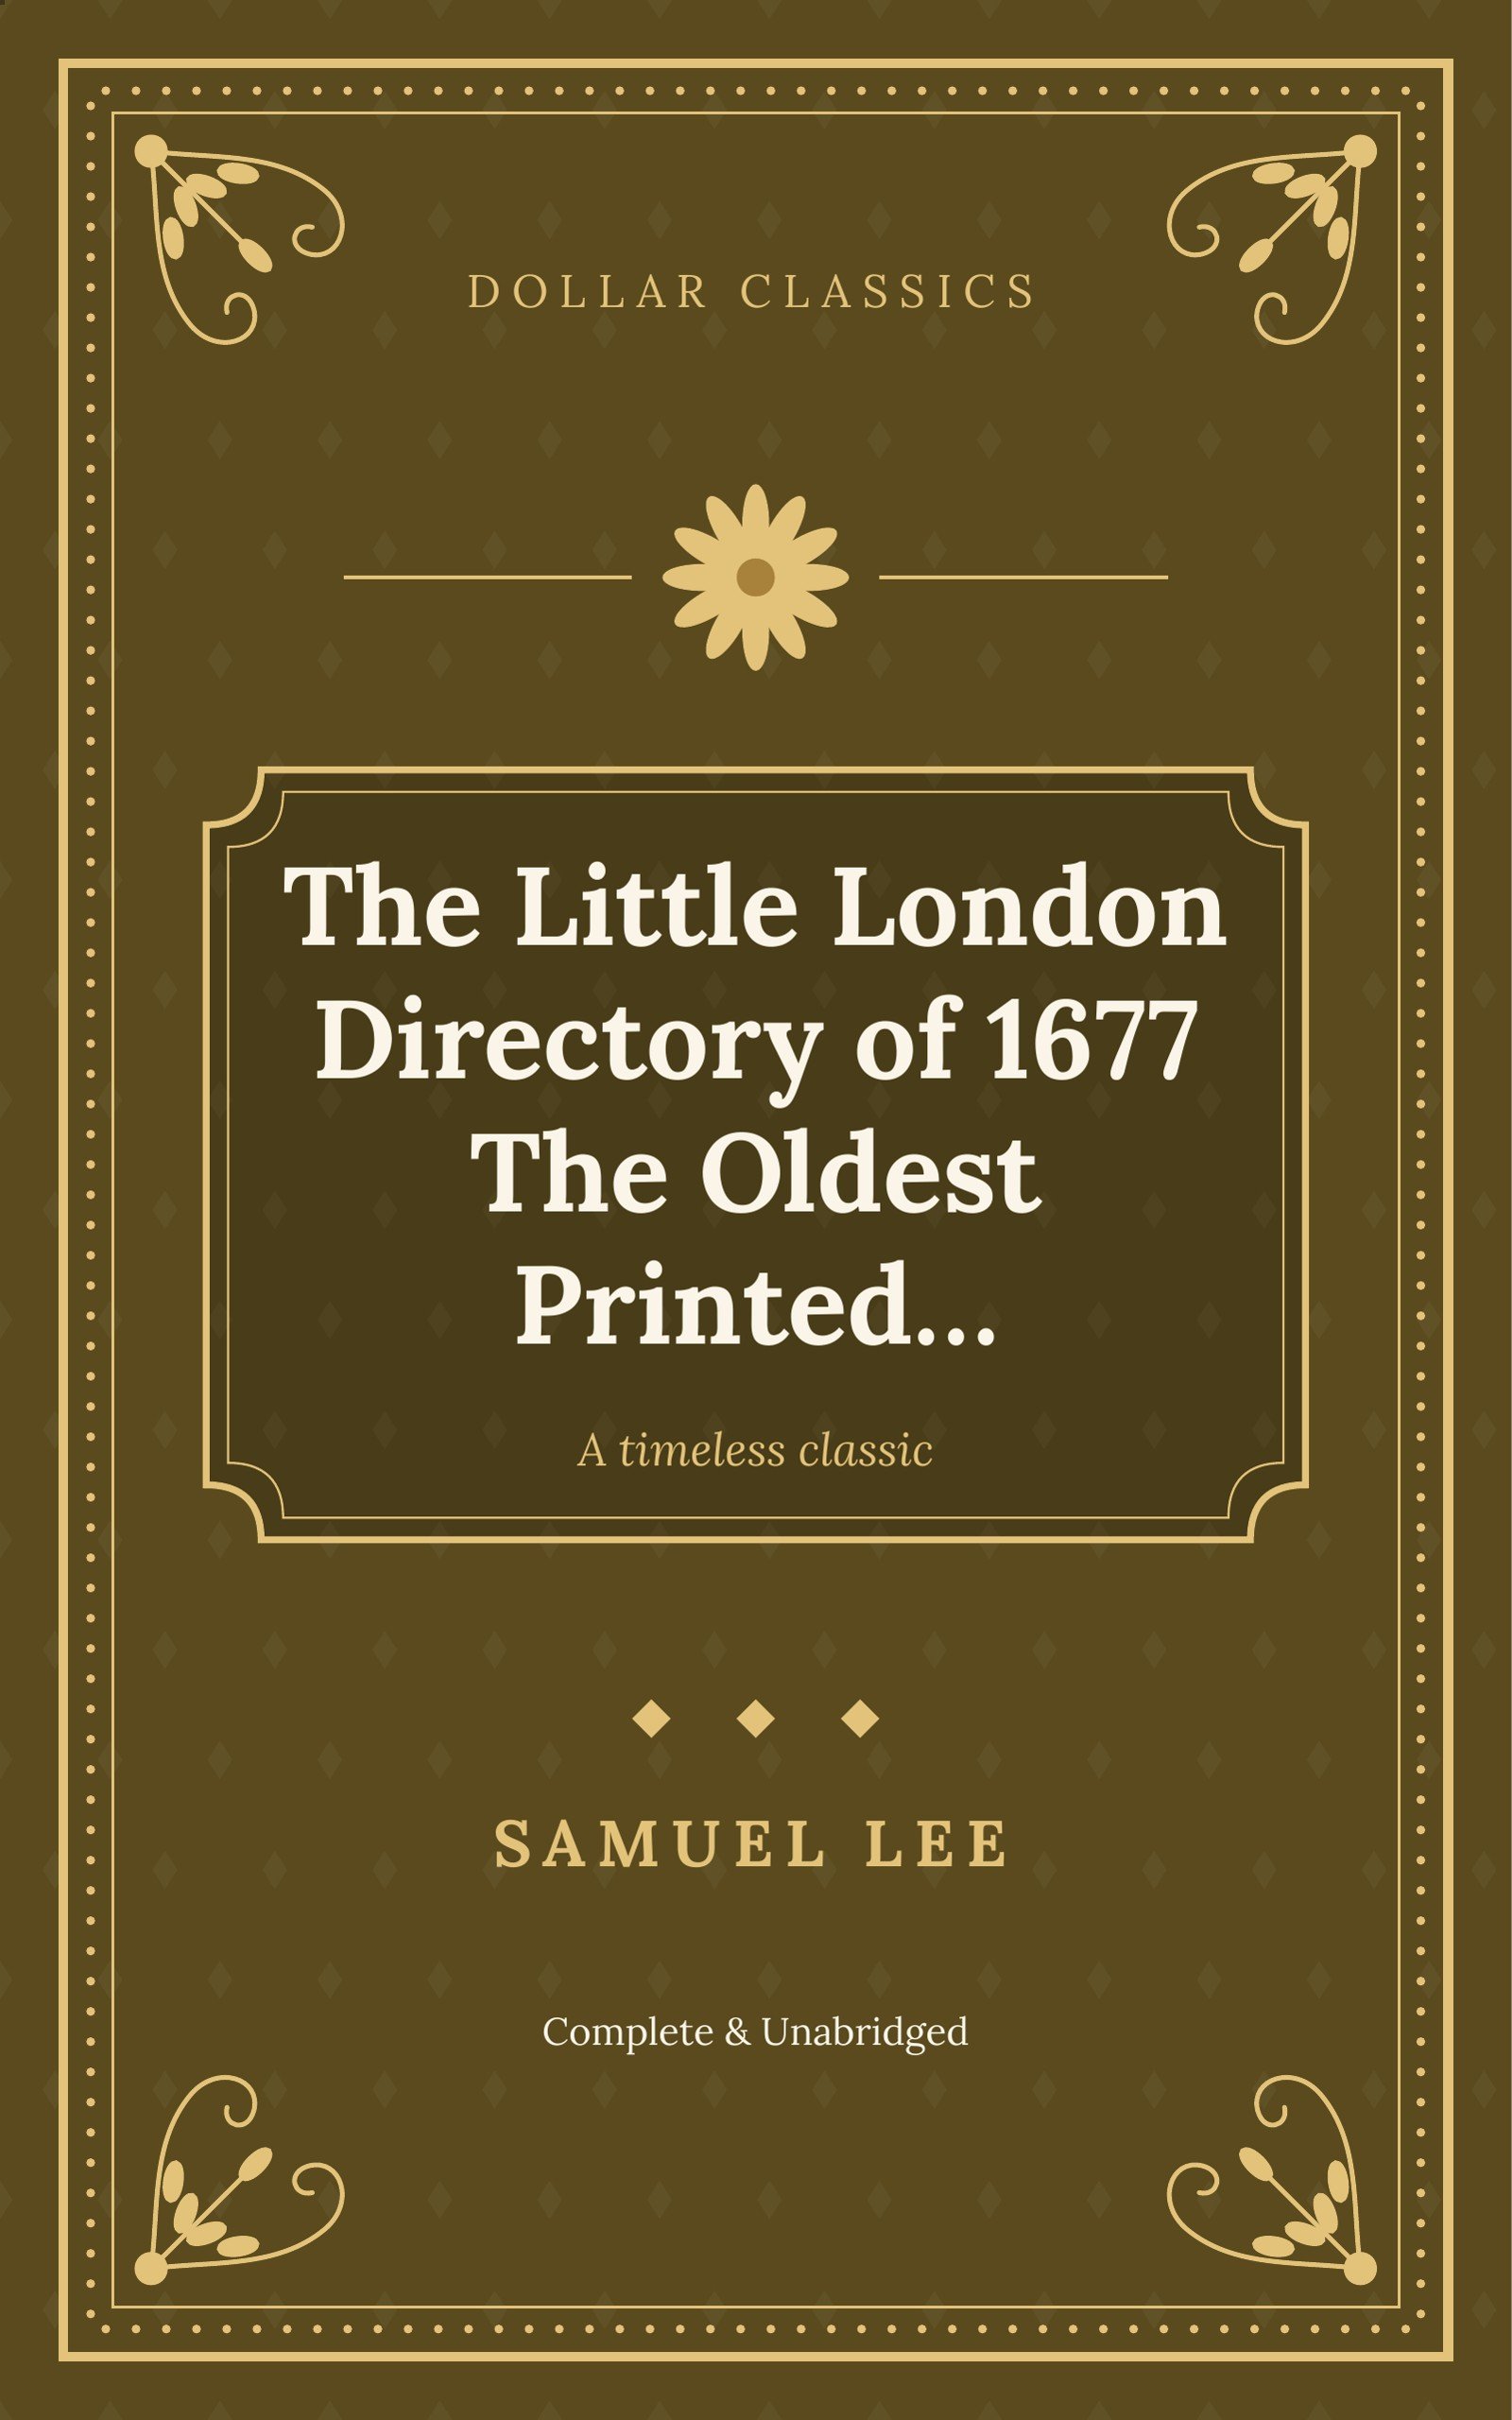 DOLLAR CLASSICS
The Little London
Directory of 1677
The Oldest
Printed...
A timeless classic
SAMUEL LEE
Complete & Unabridged